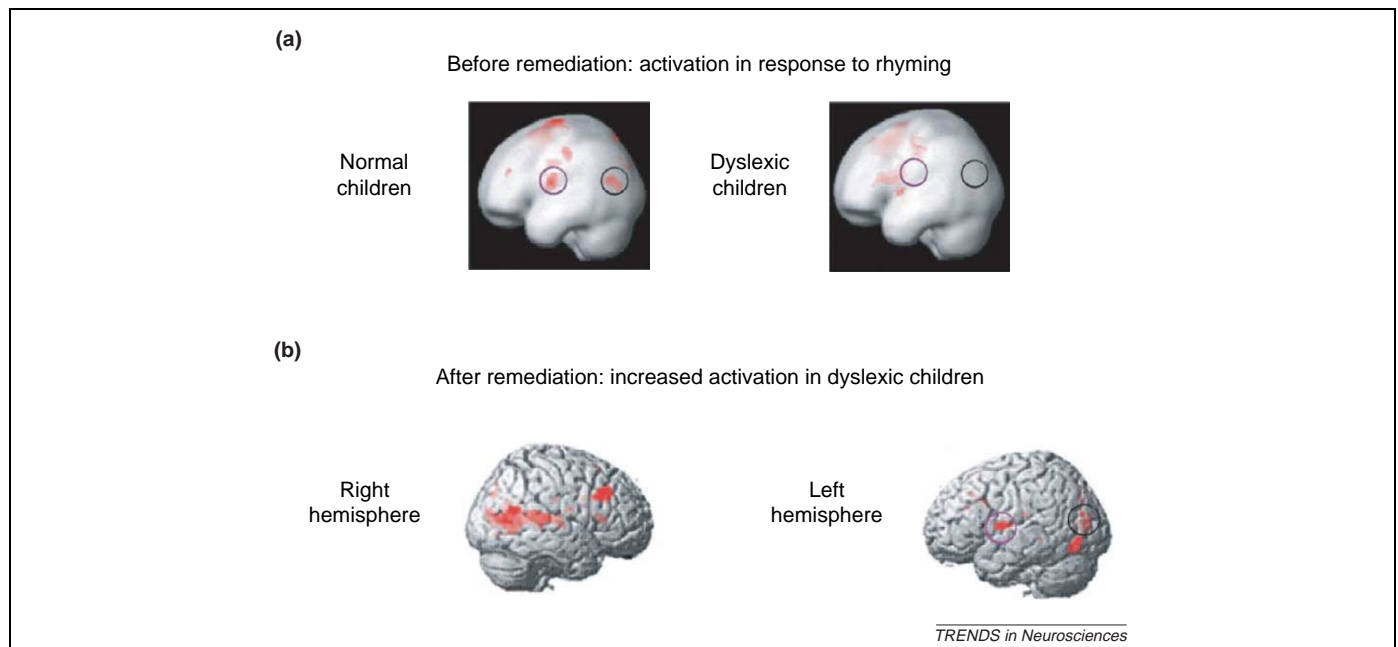 (a)
Before remediation: activation in response to rhyming
Normal
children
Dyslexic
children
(b)
After remediation: increased activation in dyslexic children
Right
hemisphere
Left
hemisphere
TRENDS in Neurosciences